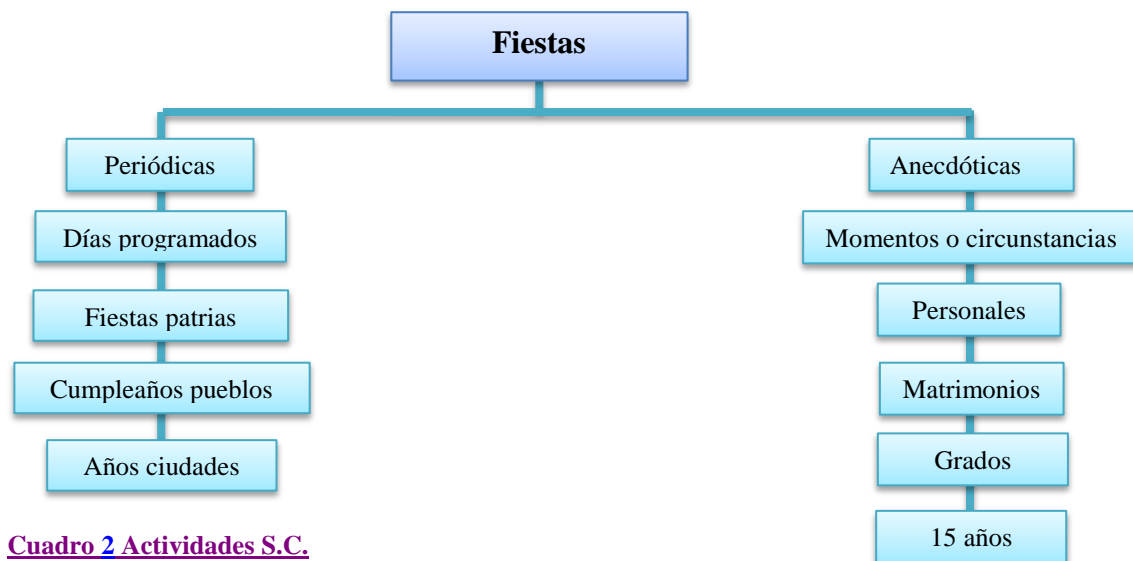 Fiestas
Periódicas
Días programados
Fiestas patrias
Cumpleaños pueblos
Años ciudades
Anecdóticas
Momentos o circunstancias
Personales
Matrimonios
Grados
15 años
Cuadro 2 Actividades S.C.